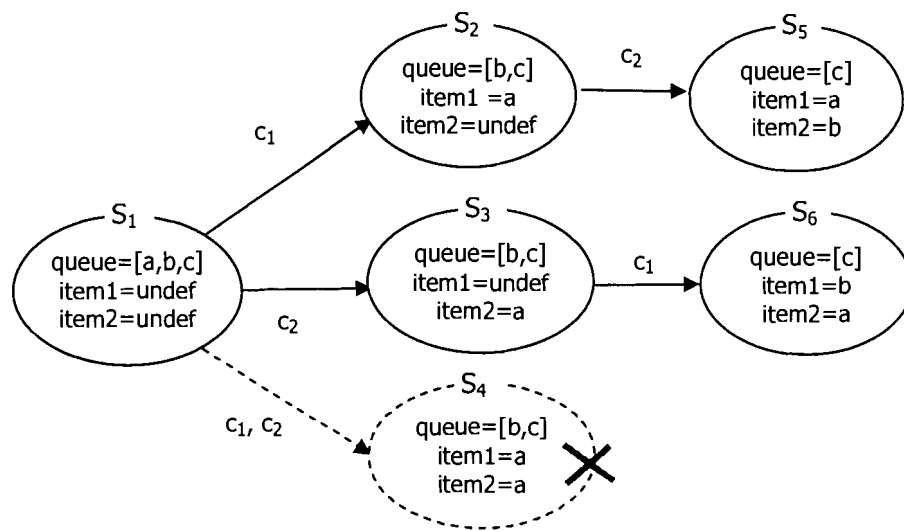 S2
queue=[b,c]
item1 =a
item2=undef
c2
S5
queue=[c]
item1=a
item2=b
c1
S1
queue=[a,b,c]
item1=undef
item2=undef
c2
S3
queue=[b,c]
item1=undef
item2=a
c1
S6
queue=[c]
item1=b
item2=a
c1, c2
S4
queue=[b,c]
item1=a
item2=a